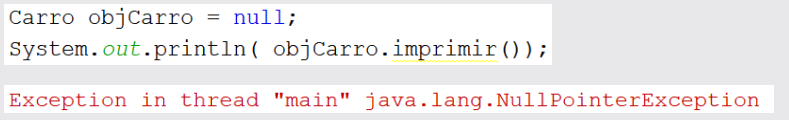 Carro objCarro = null;
System.out.println( objCarro.imprimir());
Exception in thread "main" java.lang.NullPointerException